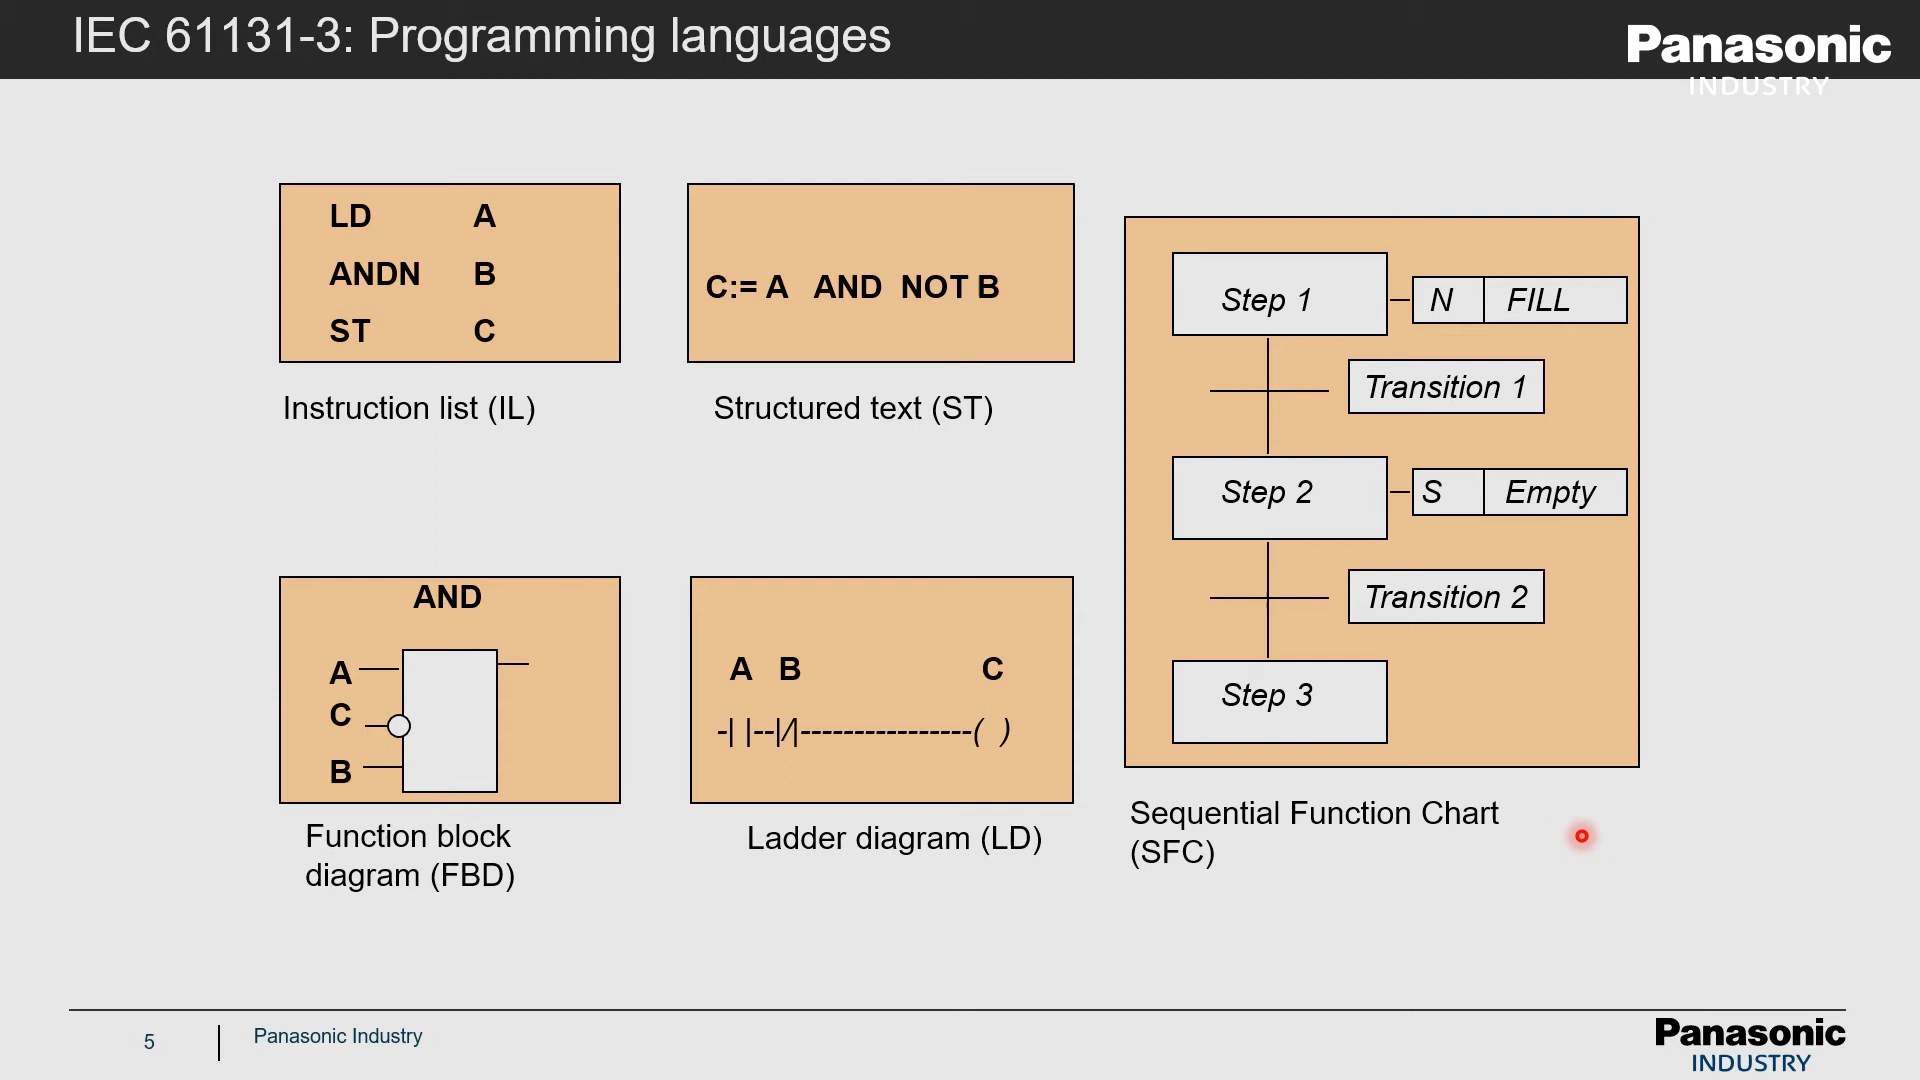 IEC 61131-3: Programming languages
Panasonic
INDUSTRY
LD A
ANDN B
ST C
Instruction list (IL)
C:= A AND NOT B
Structured text (ST)
AND
A
C
B
Function block
diagram (FBD)
A B C
-| |--|/|----------------( )
Ladder diagram (LD)
Step 1 N FILL
Transition 1
Step 2 S Empty
Transition 2
Step 3
Sequential Function Chart
(SFC)
5 Panasonic Industry
Panasonic
INDUSTRY